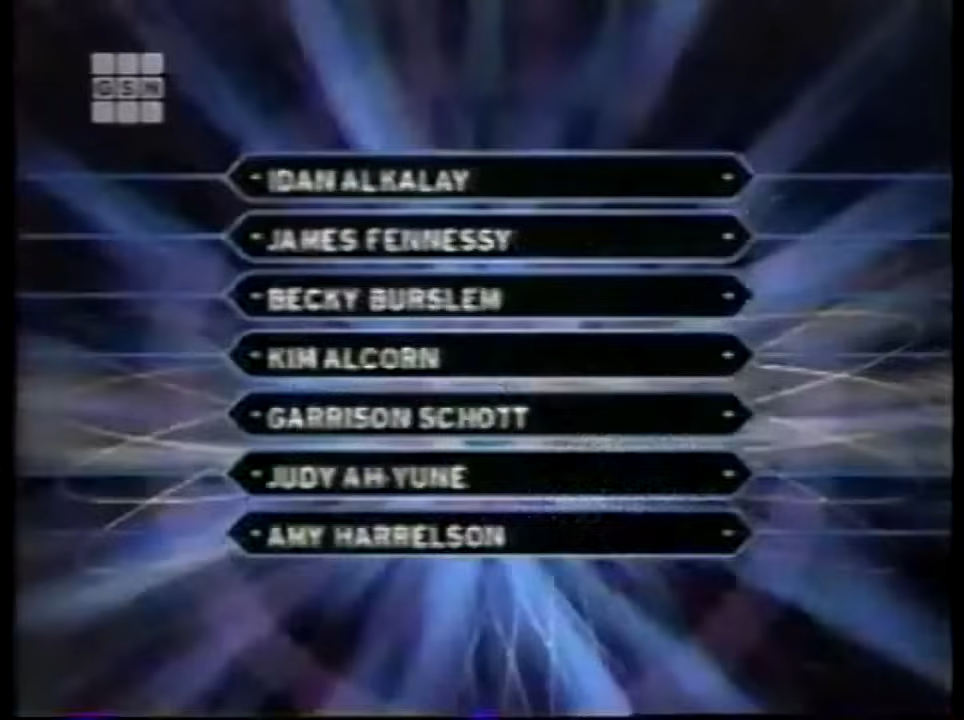 GSN
IDAN ALKALAY
JAMES FENNESSY
BECKY BURSLEM
KIM ALCORN
GARRISON SCHOTT
JUDY AH-YUNE
AMY HARRELSON